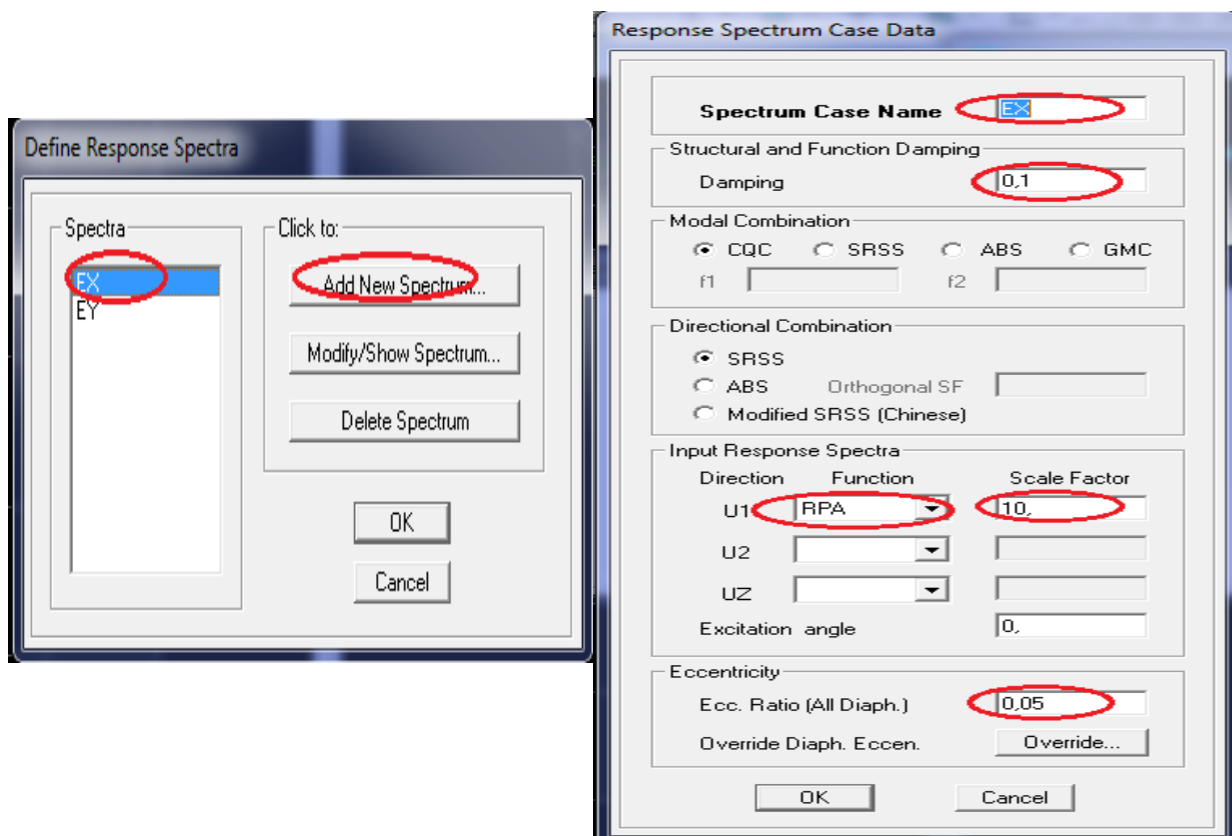 Define Response Spectra
Spectra
EX
EY
Click to:
Add New Spectrum...
Modify/Show Spectrum...
Delete Spectrum
OK
Cancel
Response Spectrum Case Data
Spectrum Case Name EX
Structural and Function Damping
Damping 0,1
Modal Combination
CQC SRSS ABS GMC
f1 f2
Directional Combination
SRSS
ABS Orthogonal SF
Modified SRSS (Chinese)
Input Response Spectra
Direction Function Scale Factor
U1 RPA 10,
U2
UZ
Excitation angle 0,
Eccentricity
Ecc. Ratio (All Diaph.) 0,05
Override Diaph. Eccen. Override...
OK Cancel